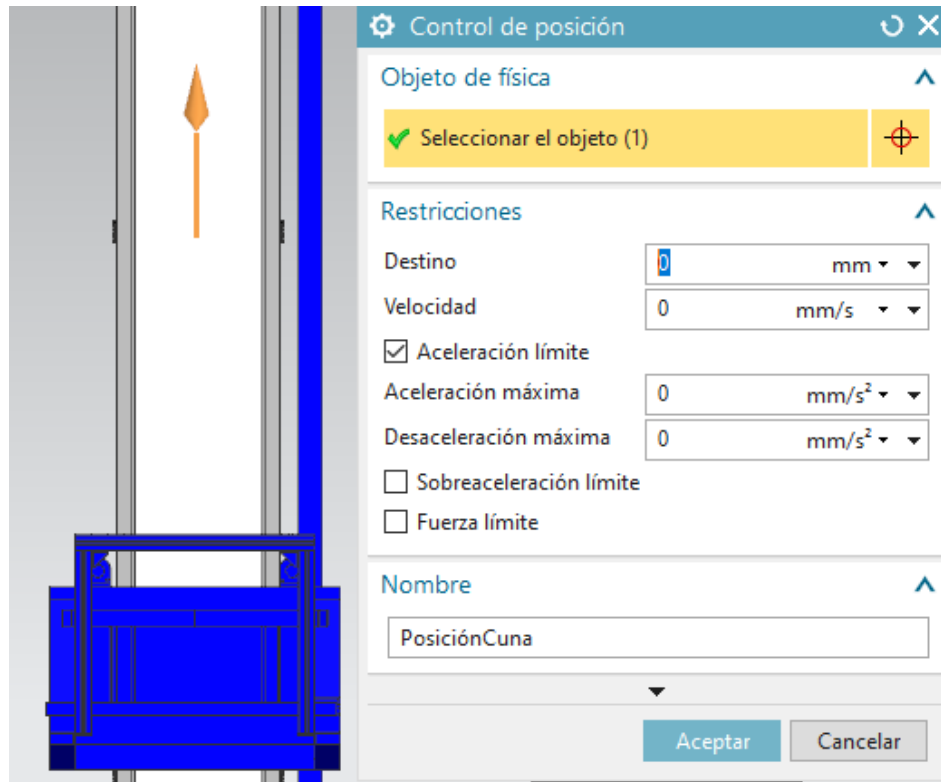 Control de posición
Objeto de física
Seleccionar el objeto (1)
Restricciones
Destino 0 mm
Velocidad 0 mm/s
Aceleración límite
Aceleración máxima 0 mm/s²
Desaceleración máxima 0 mm/s²
Sobreaceleración límite
Fuerza límite
Nombre
PosiciónCuna
Aceptar Cancelar